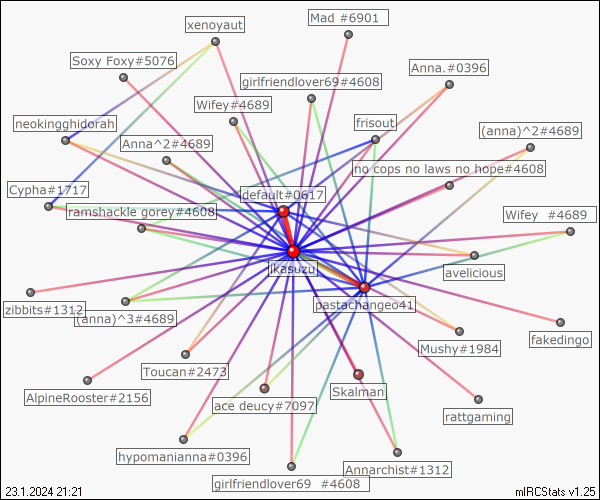 Mad #6901
xenoyaut
Soxy Foxy#5076
Anna.#0396
girlfriendlover69#4608
Wifey#4689
neokingghidorah
frisout
(anna)^2#4689
Anna^2#4689
no cops no laws no hope#4608
Cypha#1717
default#0617
ramshackle gorey#4608
Wifey #4689
jkasuzu
avelicious
pastachangeo41
zibbits#1312
(anna)^3#4689
fakedingo
Mushy#1984
Toucan#2473
AlpineRooster#2156
Skalman
ace deucy#7097
rattgaming
hypomanianna#0396
Annarchist#1312
girlfriendlover69 #4608
23.1.2024 21:21
mIRCStats v1.25